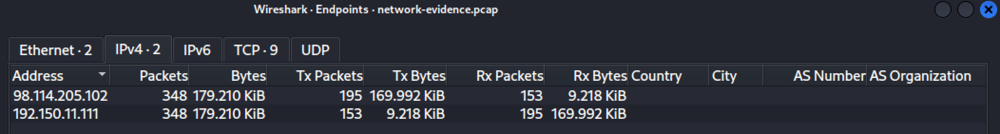 Wireshark · Endpoints · network-evidence.pcap
Ethernet · 2 IPv4 · 2 IPv6 TCP · 9 UDP
Address Packets Bytes Tx Packets Tx Bytes Rx Packets Rx Bytes Country City AS Number AS Organization
98.114.205.102 348 179.210 KiB 195 169.992 KiB 153 9.218 KiB
192.150.11.111 348 179.210 KiB 153 9.218 KiB 195 169.992 KiB